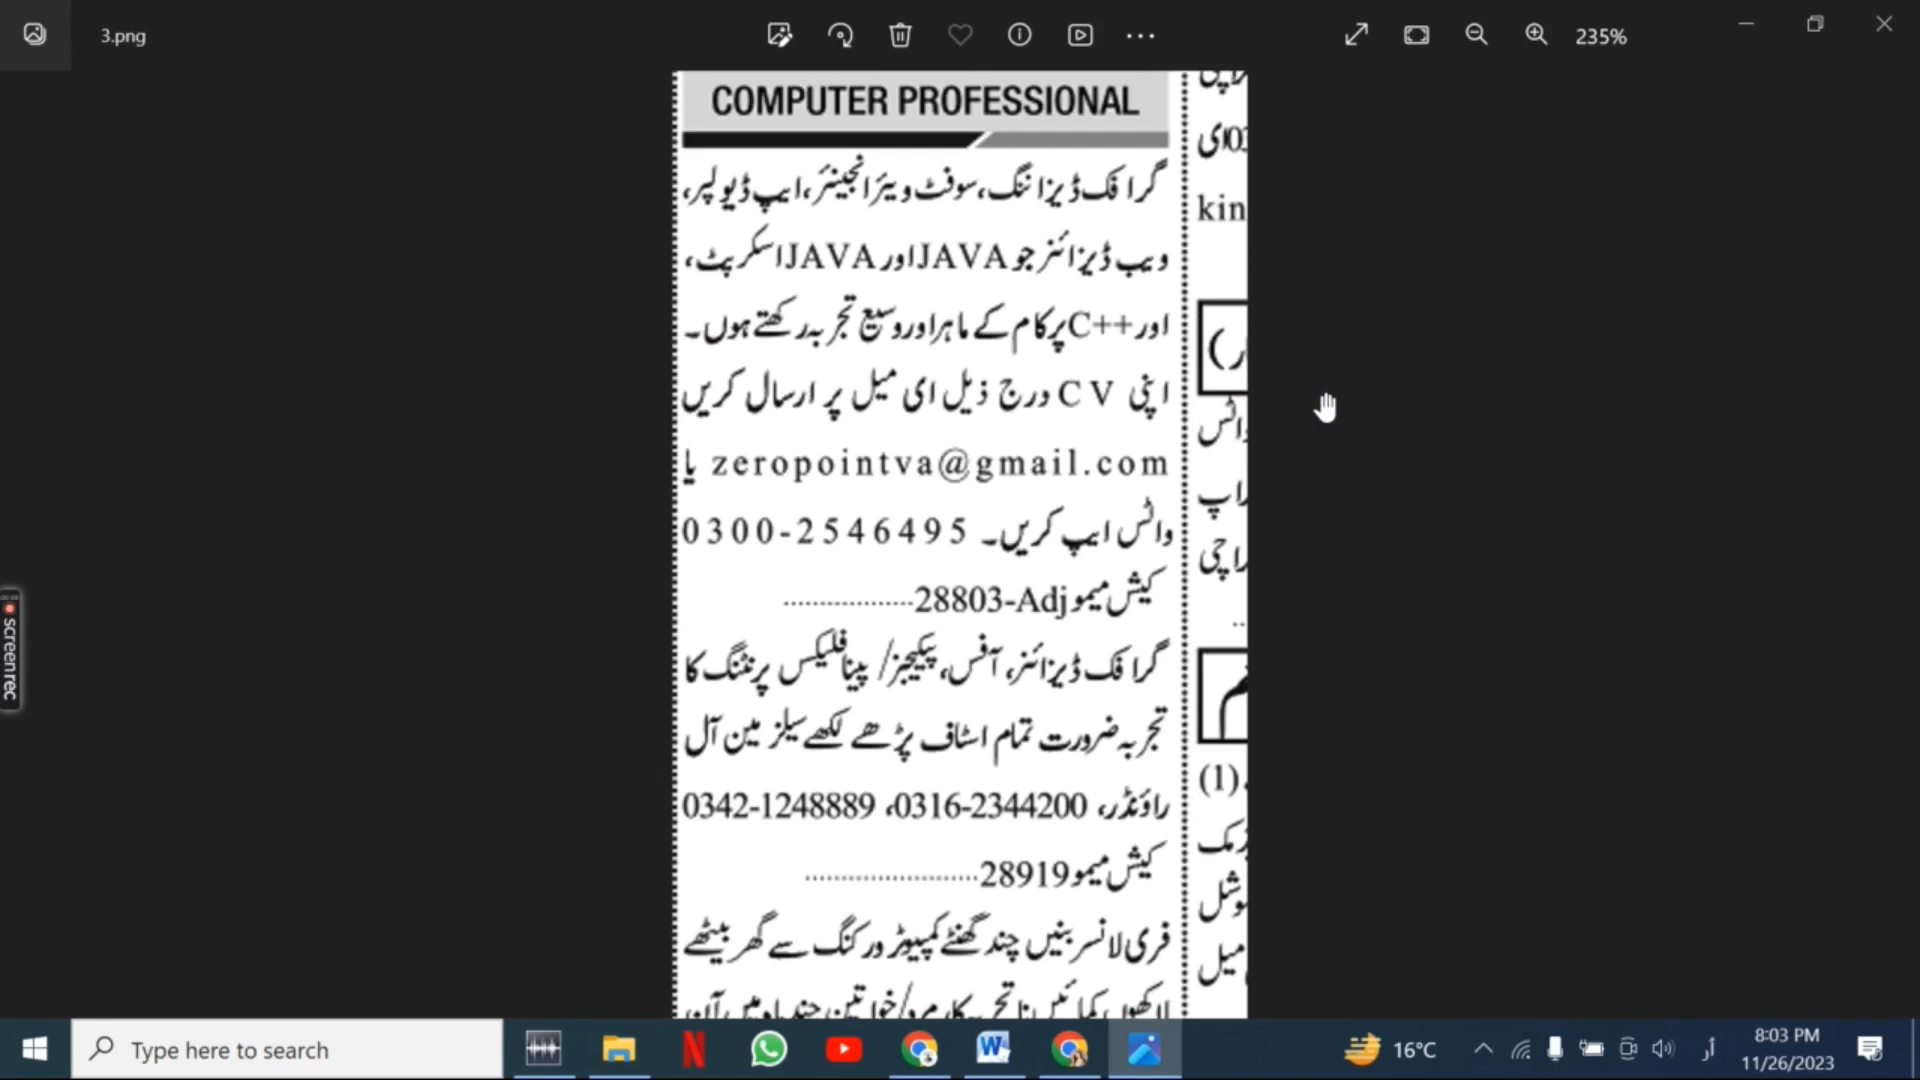 3.png
235%
COMPUTER PROFESSIONAL
گرافک ڈیزائننگ، سوفٹ ویئر انجینئر، ایپ ڈیولپر،
ویب ڈیزائنر جو JAVA اور JAVA اسکرپٹ،
اور C++ پر کام کے ماہر اور وسیع تجربہ رکھتے ہوں۔
اپنی CV درج ذیل ای میل پر ارسال کریں
zeropointva@gmail.com یا
واٹس ایپ کریں۔ 0300-2546495
کیش میمو 28803-Adj
گرافک ڈیزائنر، آفس، پیکیجز/ پینافلیکس پرنٹنگ کا
تجربہ ضرورت تمام اسٹاف پڑھے لکھے سیلز مین آل
راؤنڈر، 0316-2344200، 0342-1248889
کیش میمو 28919
فری لانسر بنیں چند گھنٹے کمپیوٹر ورکنگ سے گھر بیٹھے
kin
(1)
میل
screenrec
Type here to search
16°C
8:03 PM
11/26/2023